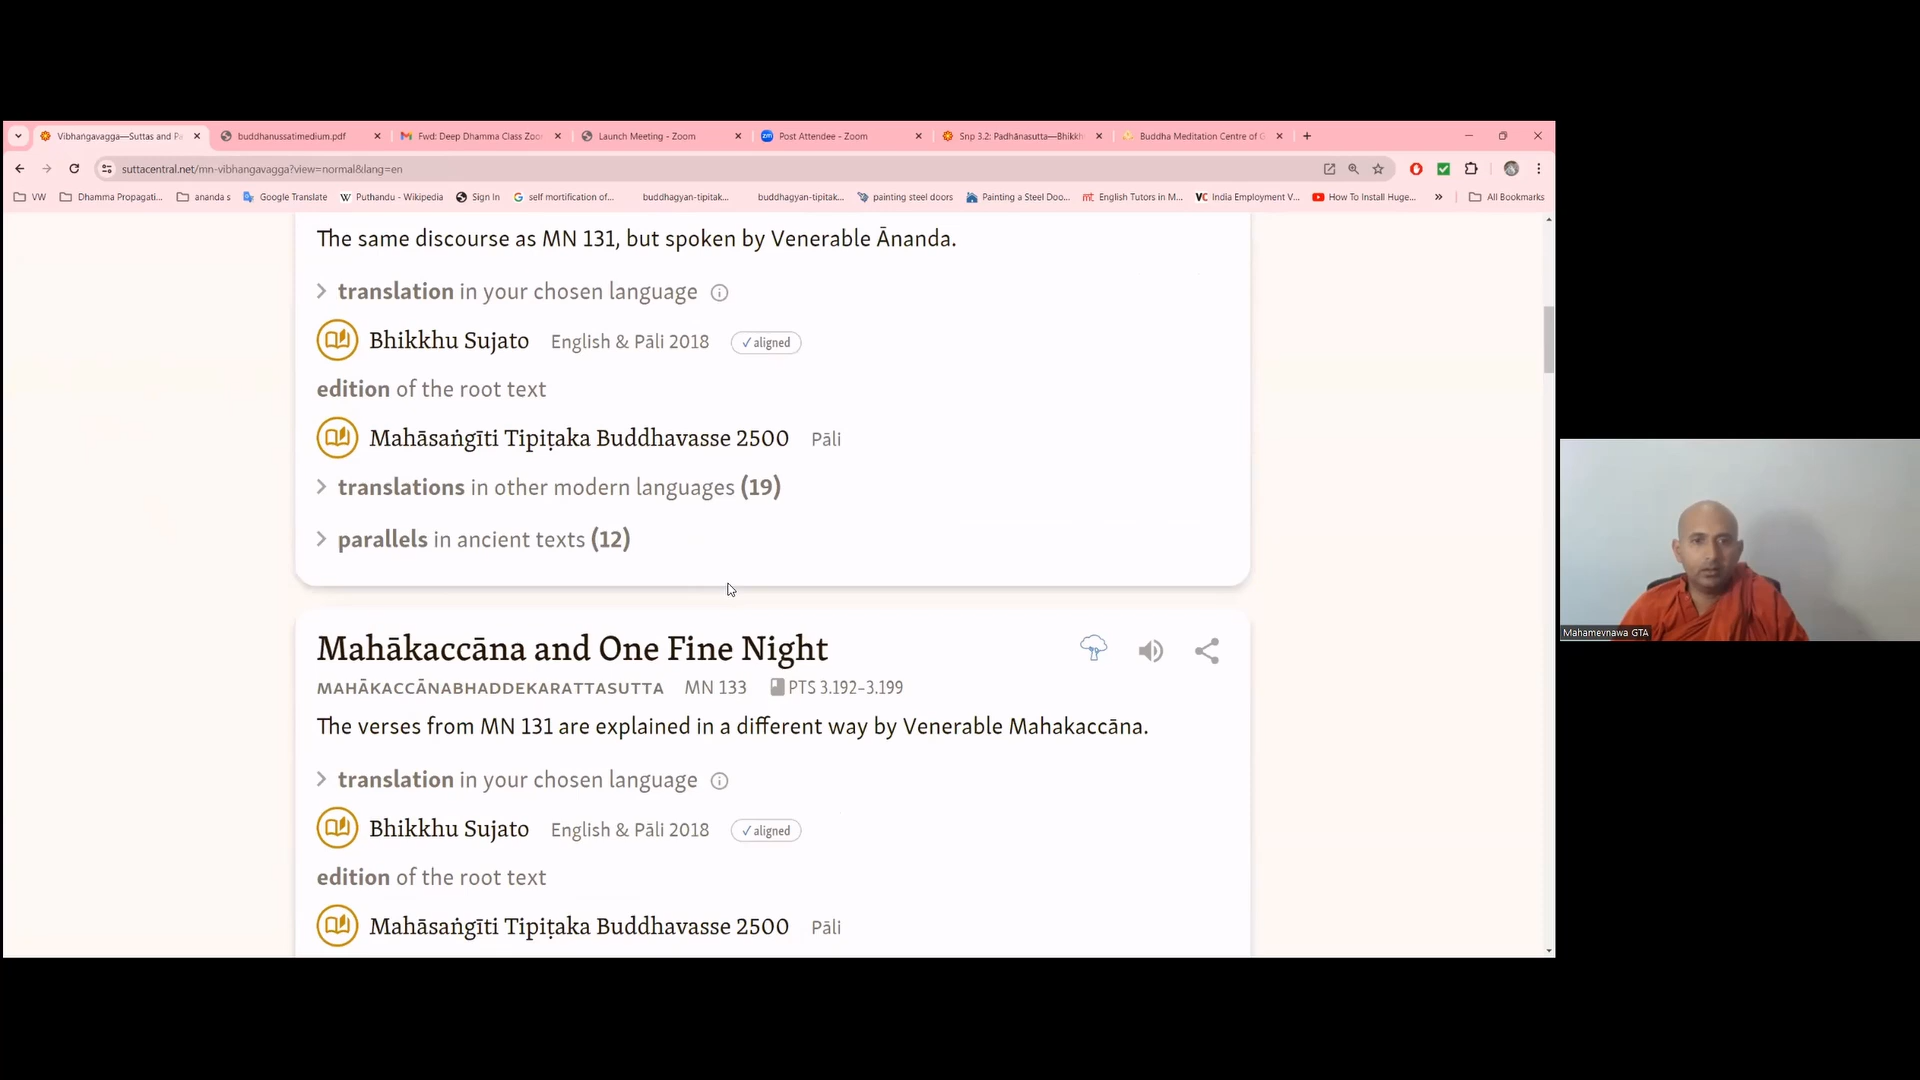 Vibhaṅgavagga—Suttas and Pa
buddhanussatimedium.pdf
Fwd: Deep Dhamma Class Zoo
Launch Meeting - Zoom
Post Attendee - Zoom
Snp 3.2: Padhānasutta—Bhikkh
Buddha Meditation Centre of G
suttacentral.net/mn-vibhangavagga?view=normal&lang=en
VW
Dhamma Propagati...
ananda s
Google Translate
Puthandu - Wikipedia
Sign In
self mortification of...
buddhagyan-tipitak...
buddhagyan-tipitak...
painting steel doors
Painting a Steel Doo...
English Tutors in M...
India Employment V...
How To Install Huge...
»
All Bookmarks
The same discourse as MN 131, but spoken by Venerable Ānanda.
translation in your chosen language
Bhikkhu Sujato English & Pāli 2018 ✓ aligned
edition of the root text
Mahāsaṅgīti Tipiṭaka Buddhavasse 2500 Pāli
translations in other modern languages (19)
parallels in ancient texts (12)
Mahākaccāna and One Fine Night
MAHĀKACCĀNABHADDEKARATTASUTTA MN 133 PTS 3.192–3.199
The verses from MN 131 are explained in a different way by Venerable Mahakaccāna.
translation in your chosen language
Bhikkhu Sujato English & Pāli 2018 ✓ aligned
edition of the root text
Mahāsaṅgīti Tipiṭaka Buddhavasse 2500 Pāli
Mahamevnawa GTA